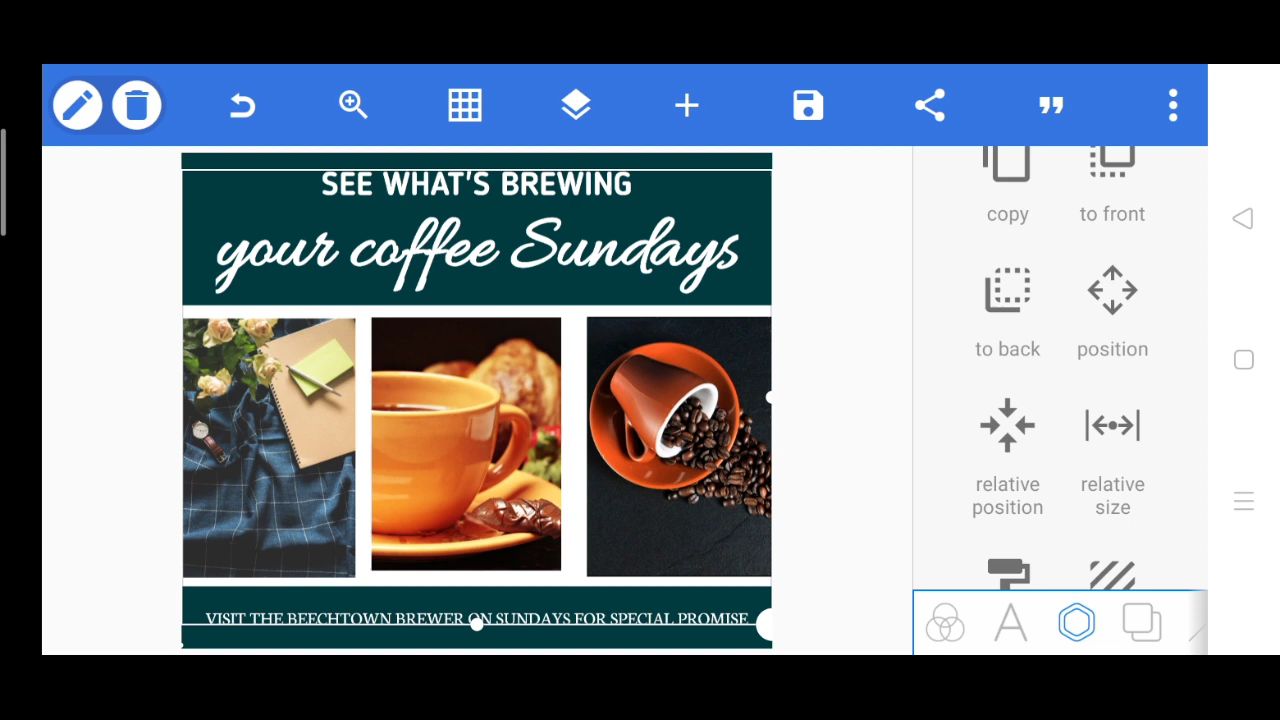 SEE WHAT'S BREWING
your coffee Sundays
VISIT THE BEECHTOWN BREWER ON SUNDAYS FOR SPECIAL PROMISE
copy
to front
to back
position
relative position
relative size